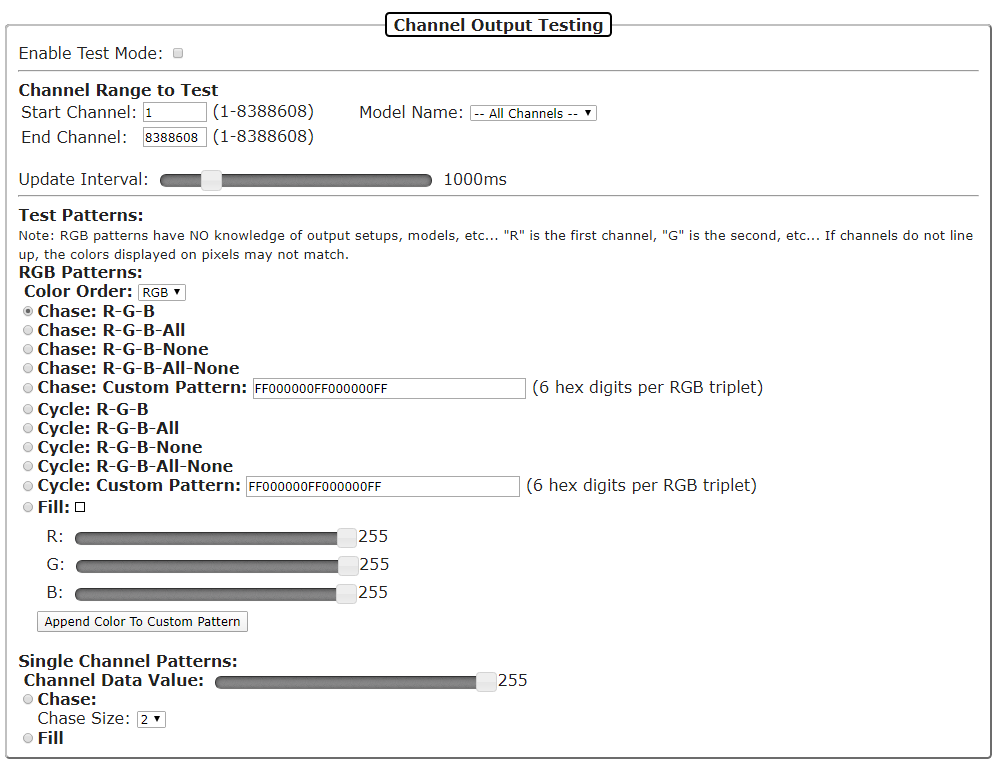 Channel Output Testing
Enable Test Mode:
Channel Range to Test
Start Channel: 1 (1-8388608) Model Name: -- All Channels --
End Channel: 8388608 (1-8388608)
Update Interval: 1000ms
Test Patterns:
Note: RGB patterns have NO knowledge of output setups, models, etc... "R" is the first channel, "G" is the second, etc... If channels do not line
up, the colors displayed on pixels may not match.
RGB Patterns:
Color Order: RGB
Chase: R-G-B
Chase: R-G-B-All
Chase: R-G-B-None
Chase: R-G-B-All-None
Chase: Custom Pattern: FF000000FF000000FF (6 hex digits per RGB triplet)
Cycle: R-G-B
Cycle: R-G-B-All
Cycle: R-G-B-None
Cycle: R-G-B-All-None
Cycle: Custom Pattern: FF000000FF000000FF (6 hex digits per RGB triplet)
Fill:
R: 255
G: 255
B: 255
Append Color To Custom Pattern
Single Channel Patterns:
Channel Data Value: 255
Chase:
Chase Size: 2
Fill